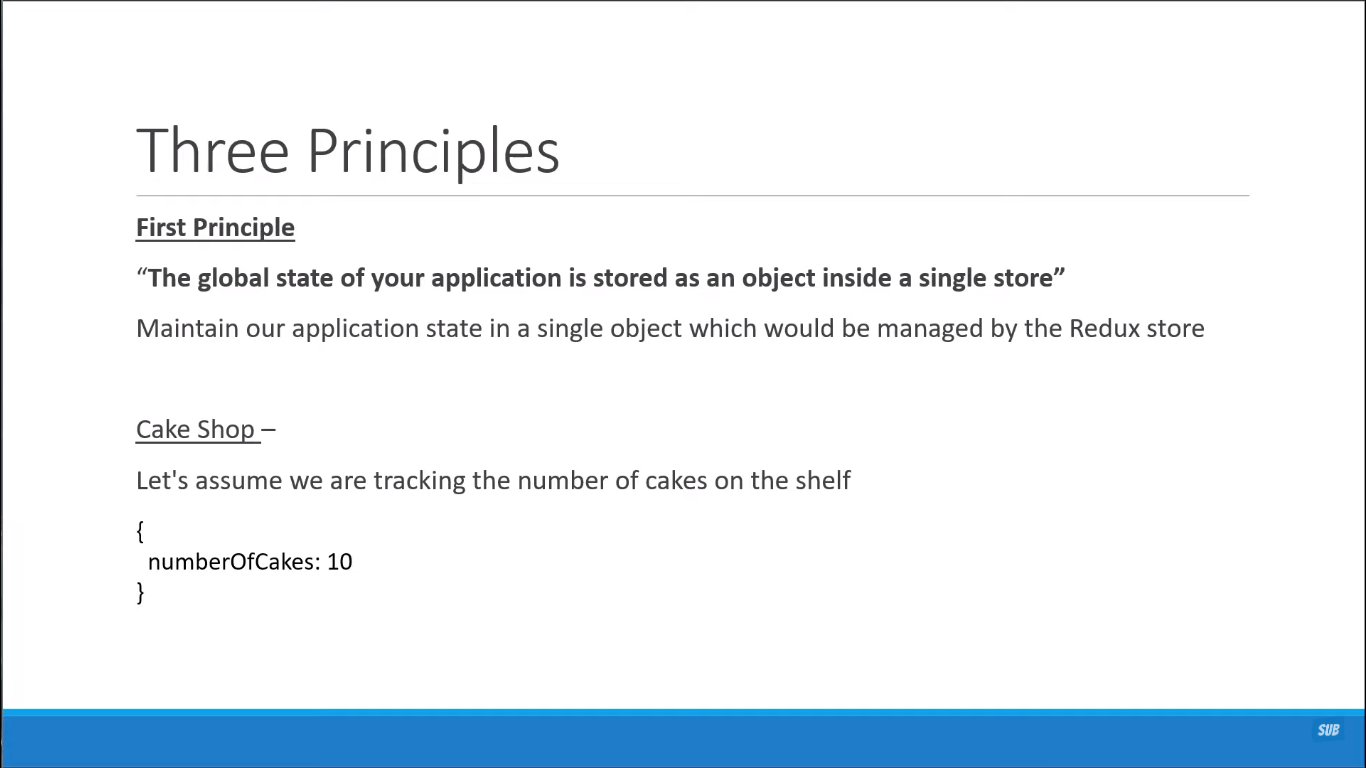 Three Principles
First Principle
“The global state of your application is stored as an object inside a single store”
Maintain our application state in a single object which would be managed by the Redux store
Cake Shop –
Let's assume we are tracking the number of cakes on the shelf
{
numberOfCakes: 10
}
SUB